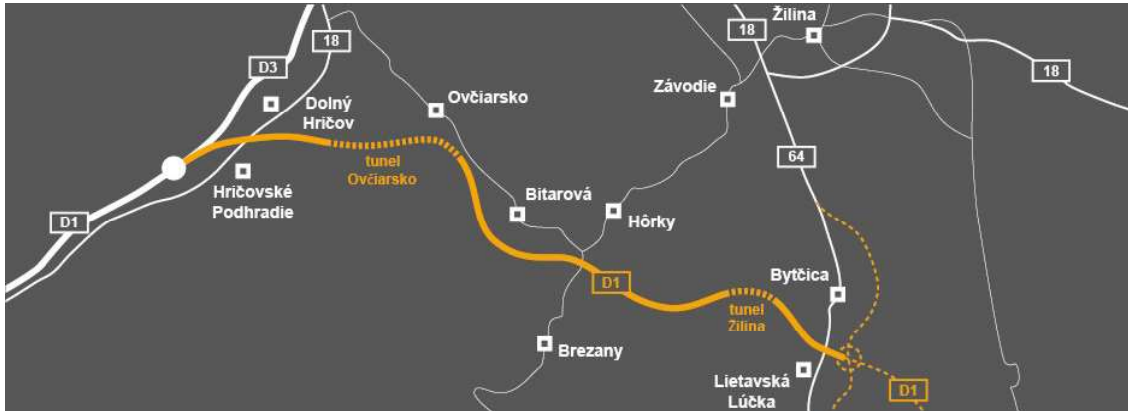 Žilina
18
18
D3
18
Dolný
Hričov
Ovčiarsko
Závodie
64
tunel
Ovčiarsko
Hričovské
Podhradie
D1
Bitarová
Hôrky
D1
Bytčica
tunel
Žilina
Brezany
Lietavská
Lúčka
D1